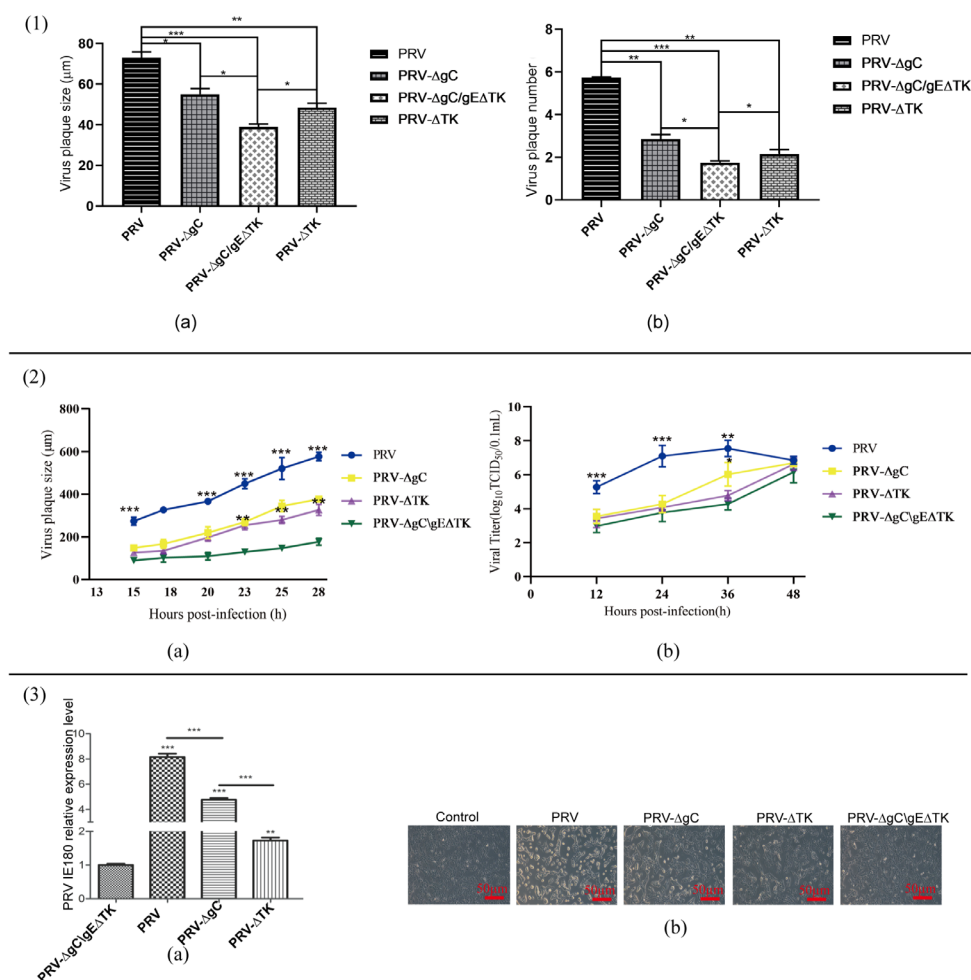 (1)
Virus plaque size (μm)
80
60
40
20
0
**
***
*
*
*
PRV
PRV-ΔgC
PRV-ΔgC/gEΔTK
PRV-ΔTK
PRV
PRV-ΔgC
PRV-ΔgC/gEΔTK
PRV-ΔTK
(a)
Virus plaque number
8
6
4
2
0
**
***
**
*
*
PRV
PRV-ΔgC
PRV-ΔgC/gEΔTK
PRV-ΔTK
PRV
PRV-ΔgC
PRV-ΔgC/gEΔTK
PRV-ΔTK
(b)
(2)
Virus plaque size (μm)
800
600
400
200
0
***
***
***
***
***
**
**
**
13 15 18 20 23 25 28
Hours post-infection (h)
PRV
PRV-ΔgC
PRV-ΔTK
PRV-ΔgC\gEΔTK
(a)
Viral Titier(log10TCID50/0.1mL)
10
8
6
4
2
0
***
***
**
*
0 12 24 36 48
Hours post-infection(h)
PRV
PRV-ΔgC
PRV-ΔTK
PRV-ΔgC\gEΔTK
(b)
(3)
PRV IE180 relative expression level
10
8
6
4
2
1
0
***
***
***
***
**
PRV-ΔgC\gEΔTK
PRV
PRV-ΔgC
PRV-ΔTK
(a)
Control PRV PRV-ΔgC PRV-ΔTK PRV-ΔgC\gEΔTK
50μm 50μm 50μm 50μm 50μm
(b)